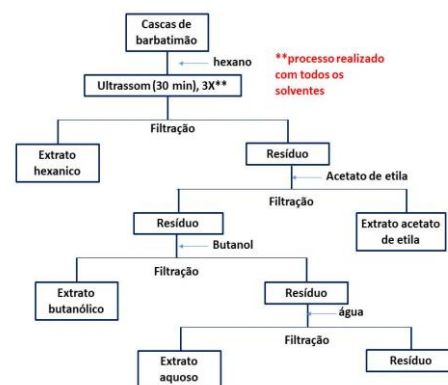 Cascas de
barbatimão
hexano
**processo realizado
com todos os
solventes
Ultrassom (30 min), 3X**
Filtração
Extrato
hexanico
Resíduo
Acetato de etila
Filtração
Resíduo
Extrato acetato
de etila
Butanol
Filtração
Extrato
butanólico
Resíduo
água
Filtração
Extrato
aquoso
Resíduo